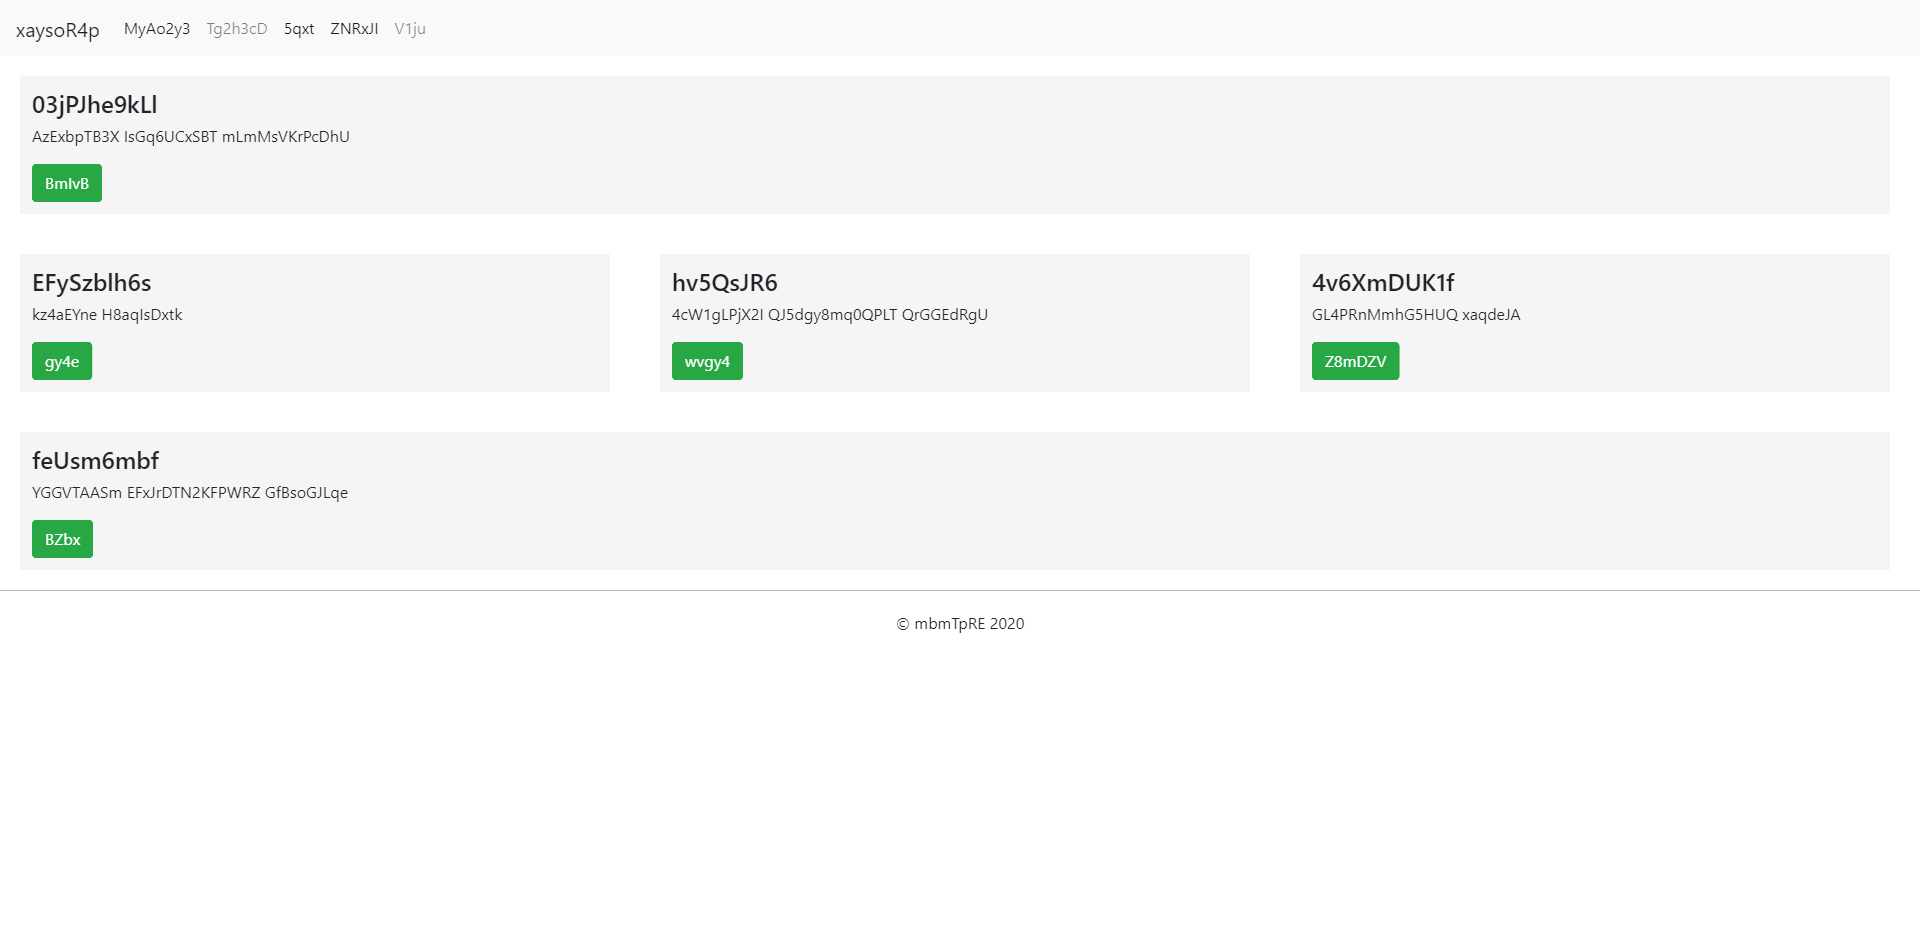 xaysoR4p MyAo2y3 Tg2h3cD 5qxt ZNRxJI V1ju
03jPJhe9kLl
AzExbpTB3X IsGq6UCxSBT mLmMsVKrPcDhU
BmIvB
EFySzblh6s
kz4aEYne H8aqIsDxtk
gy4e
hv5QsJR6
4cW1gLPjX2I QJ5dgy8mq0QPLT QrGGEdRgU
wvgy4
4v6XmDUK1f
GL4PRnMmhG5HUQ xaqdeJA
Z8mDZV
feUsm6mbf
YGGVTAASm EFxJrDTN2KFPWRZ GfBsoGJLqe
BZbx
© mbmTpRE 2020